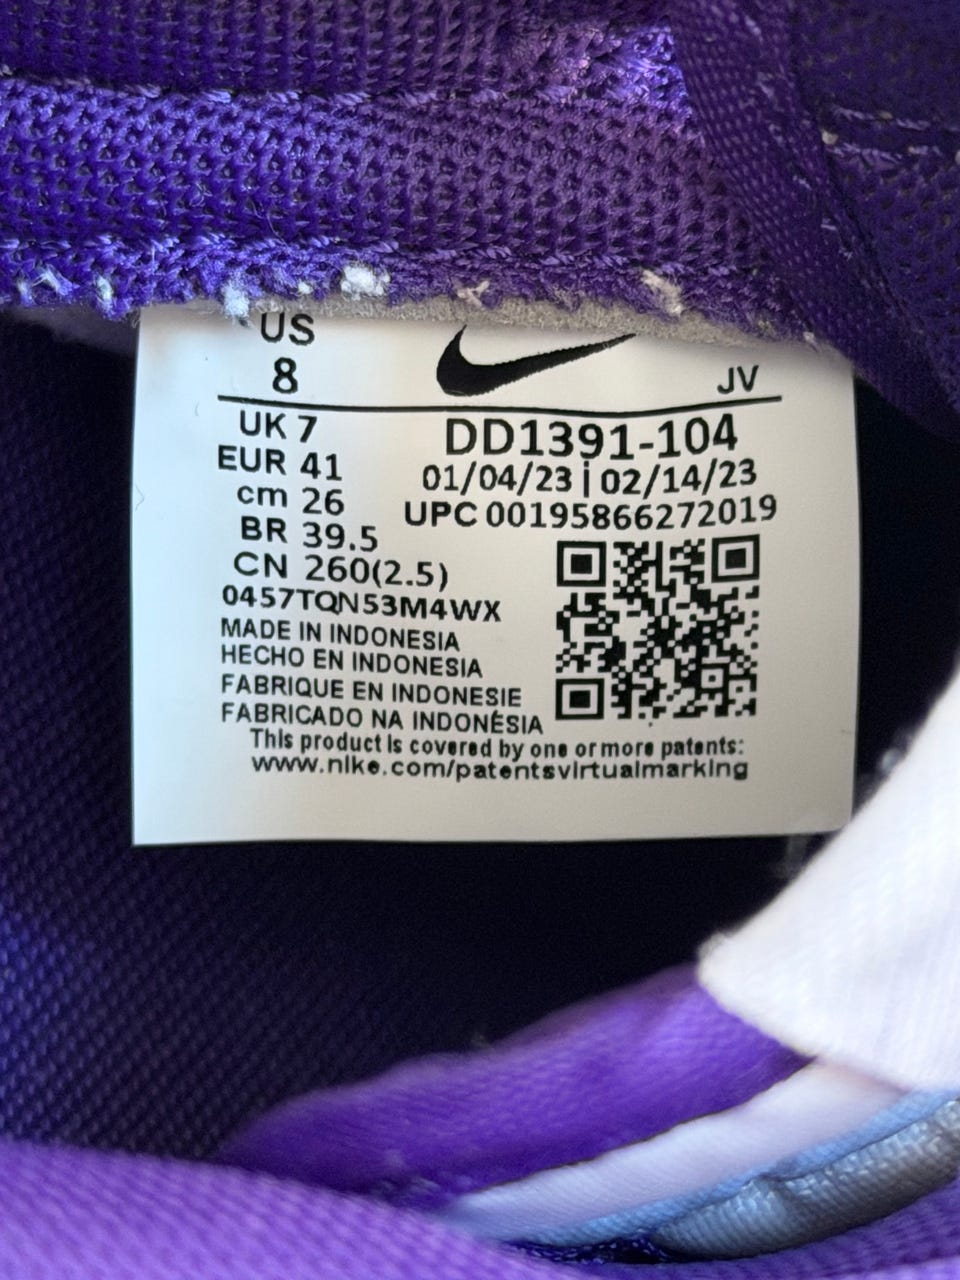 US
8
JV
UK 7
EUR 41
cm 26
BR 39.5
CN 260(2.5)
DD1391-104
01/04/23 | 02/14/23
UPC 00195866272019
0457TQN53M4WX
MADE IN INDONESIA
HECHO EN INDONESIA
FABRIQUE EN INDONESIE
FABRICADO NA INDONÉSIA
This product is covered by one or more patents:
www.nike.com/patentsvirtualmarking